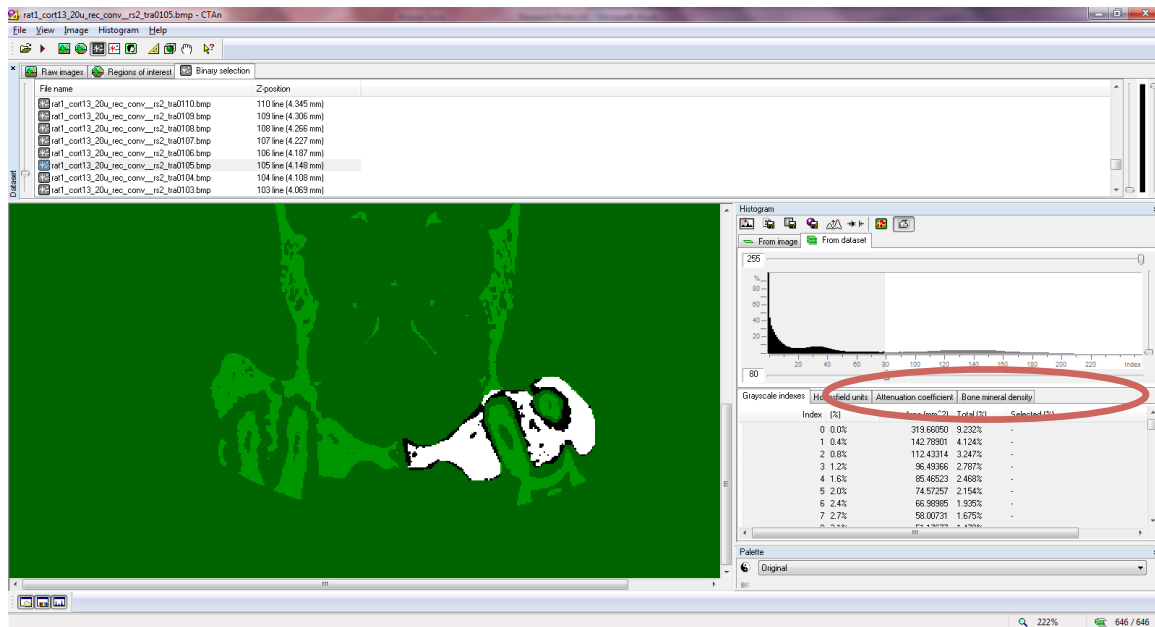 rat1_cort13_20u_rec_conv__rs2_tra0105.bmp - CTAn
File View Image Histogram Help
Raw images Regions of interest Binary selection
File name Z-position
rat1_cort13_20u_rec_conv__rs2_tra0110.bmp 110 line (4.345 mm)
rat1_cort13_20u_rec_conv__rs2_tra0109.bmp 109 line (4.306 mm)
rat1_cort13_20u_rec_conv__rs2_tra0108.bmp 108 line (4.266 mm)
rat1_cort13_20u_rec_conv__rs2_tra0107.bmp 107 line (4.227 mm)
rat1_cort13_20u_rec_conv__rs2_tra0106.bmp 106 line (4.187 mm)
rat1_cort13_20u_rec_conv__rs2_tra0105.bmp 105 line (4.148 mm)
rat1_cort13_20u_rec_conv__rs2_tra0104.bmp 104 line (4.108 mm)
rat1_cort13_20u_rec_conv__rs2_tra0103.bmp 103 line (4.069 mm)
Dataset
Histogram
From image From dataset
255
%
80
60
40
20
20 40 60 80 100 120 140 160 180 200 220 Index
80
Grayscale indexes Hounsfield units Attenuation coefficient Bone mineral density
Index [%] (mm^2) Total (%) Selected (%)
0 0.0% 319.66050 9.232% -
1 0.4% 142.78901 4.124% -
2 0.8% 112.43314 3.247% -
3 1.2% 96.49366 2.787% -
4 1.6% 85.46523 2.468% -
5 2.0% 74.57257 2.154% -
6 2.4% 66.98985 1.935% -
7 2.7% 58.00731 1.675% -
Palette
Original
222% 646 / 646